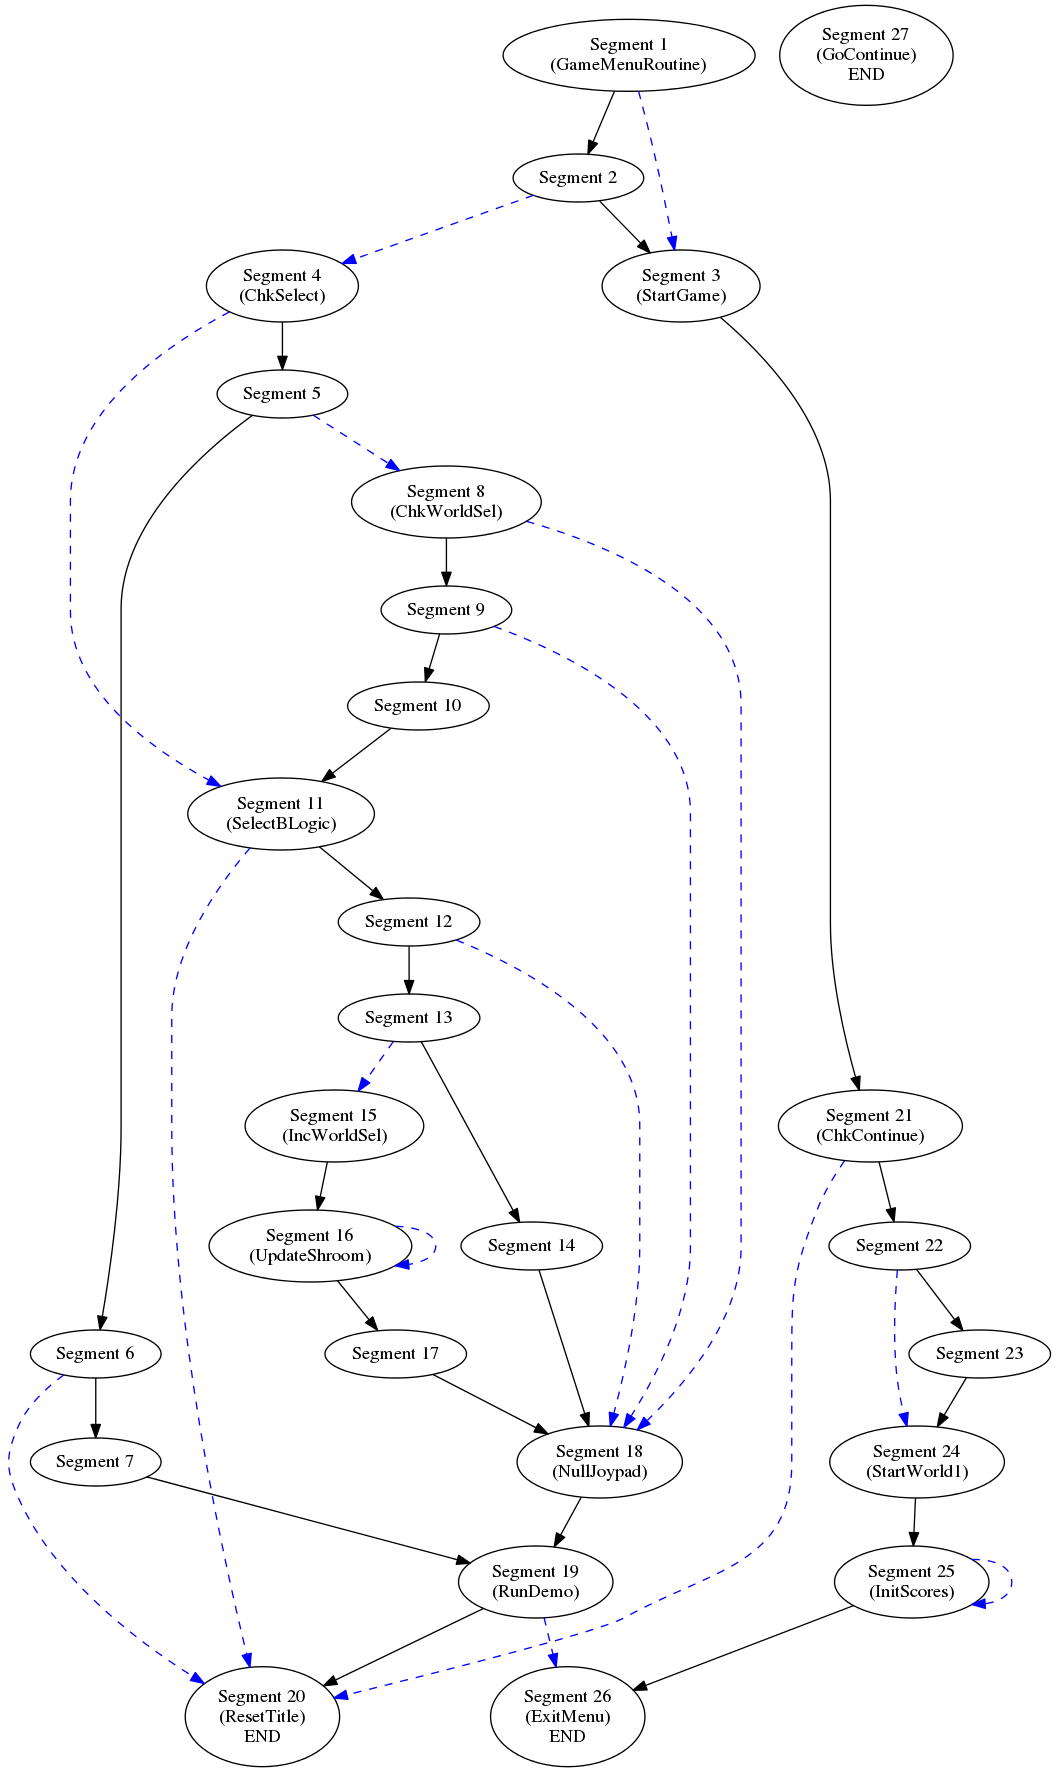 Segment 1
(GameMenuRoutine)
Segment 27
(GoContinue)
END
Segment 2
Segment 4
(ChkSelect)
Segment 3
(StartGame)
Segment 5
Segment 8
(ChkWorldSel)
Segment 9
Segment 10
Segment 11
(SelectBLogic)
Segment 12
Segment 13
Segment 15
(IncWorldSel)
Segment 21
(ChkContinue)
Segment 16
(UpdateShroom)
Segment 14
Segment 22
Segment 6
Segment 17
Segment 23
Segment 7
Segment 18
(NullJoypad)
Segment 24
(StartWorld1)
Segment 19
(RunDemo)
Segment 25
(InitScores)
Segment 20
(ResetTitle)
END
Segment 26
(ExitMenu)
END